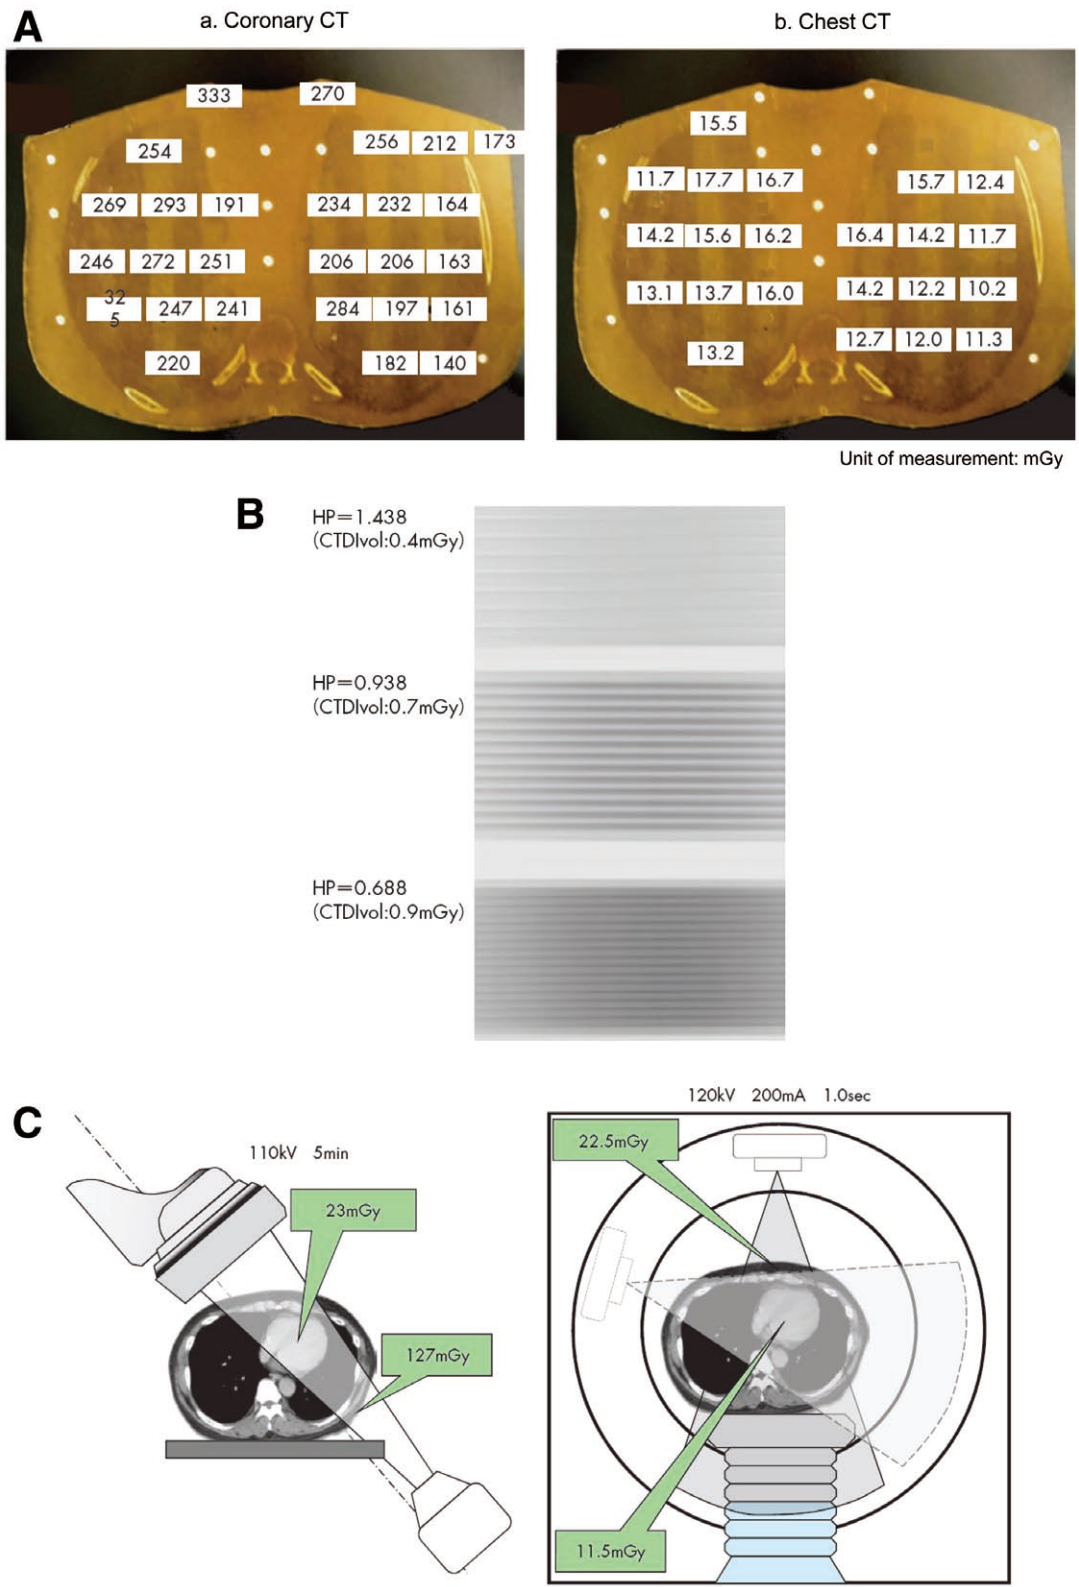 A
a. Coronary CT
b. Chest CT
333 270
254 256 212 173
269 293 191 234 232 164
246 272 251 206 206 163
32
5
247 241 284 197 161
220 182 140
15.5
11.7 17.7 16.7 15.7 12.4
14.2 15.6 16.2 16.4 14.2 11.7
13.1 13.7 16.0 14.2 12.2 10.2
13.2 12.7 12.0 11.3
Unit of measurement: mGy
B
HP=1.438
(CTDIvol:0.4mGy)
HP=0.938
(CTDIvol:0.7mGy)
HP=0.688
(CTDIvol:0.9mGy)
C
110kV 5min
23mGy
127mGy
120kV 200mA 1.0sec
22.5mGy
11.5mGy